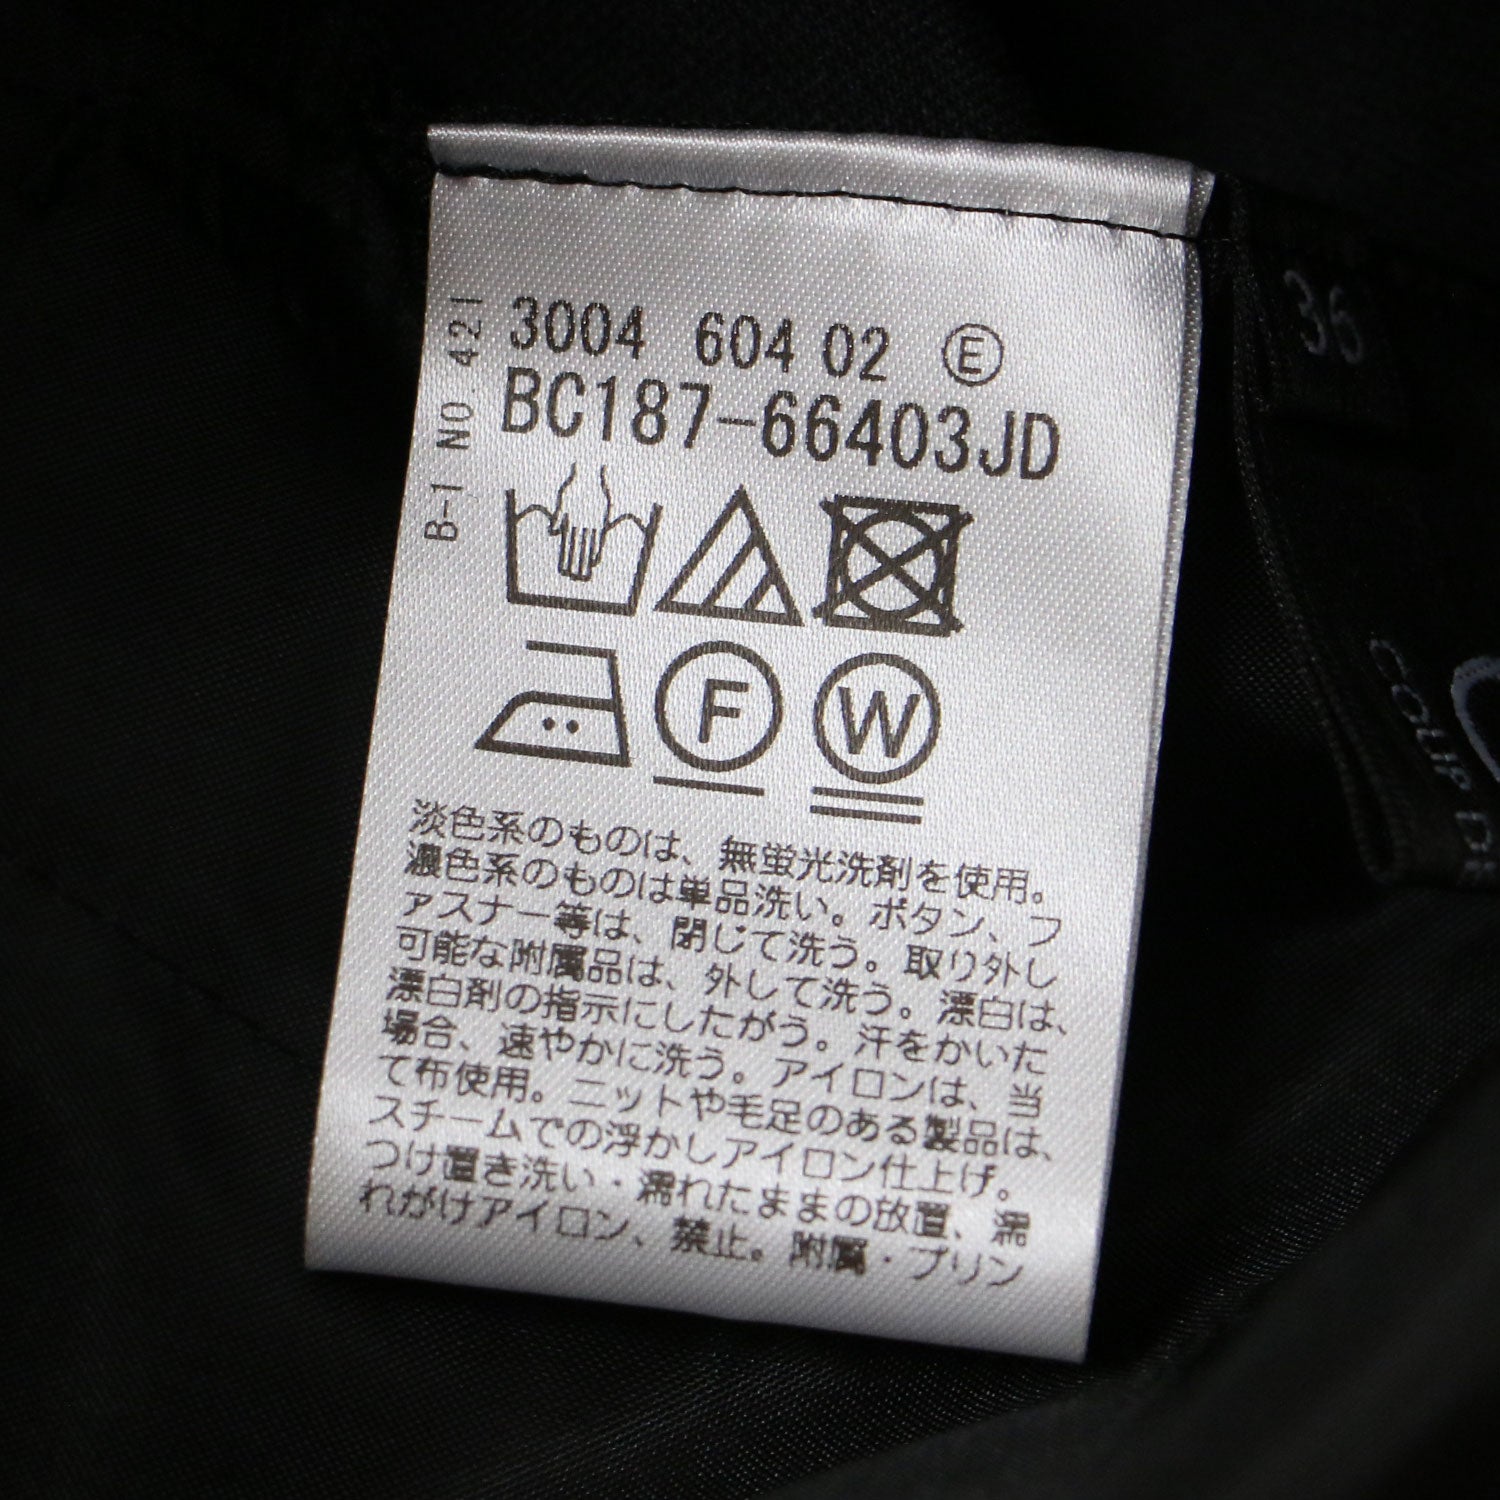 3004 604 02 Ⓔ
BC187-66403JD
B-1 NO.421
F
W
淡色系のものは、無蛍光洗剤を使用。
濃色系のものは単品洗い。ボタン、フ
ァスナー等は、閉じて洗う。取り外し
可能な附属品は、外して洗う。漂白は、
漂白剤の指示にしたがう。汗をかいた
場合、速やかに洗う。アイロンは、当
て布使用。ニットや毛足のある製品は、
スチームでの浮かしアイロン仕上げ。
つけ置き洗い・濡れたままの放置、濡
れがけアイロン、禁止。附属・プリン
36
COUP DE